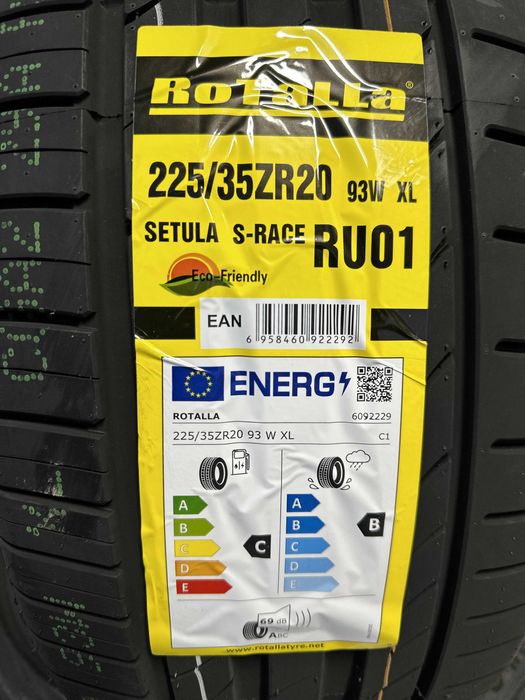 Rotalla
225/35ZR20 93W XL
SETULA S-RACE RU01
Eco-Friendly
EAN
6 958460 922292
ENERG
ROTALLA 6092229
225/35ZR20 93 W XL C1
A A
B B
C C
D D
E E
C
B
69 dB
ABC
www.rotallatyre.net